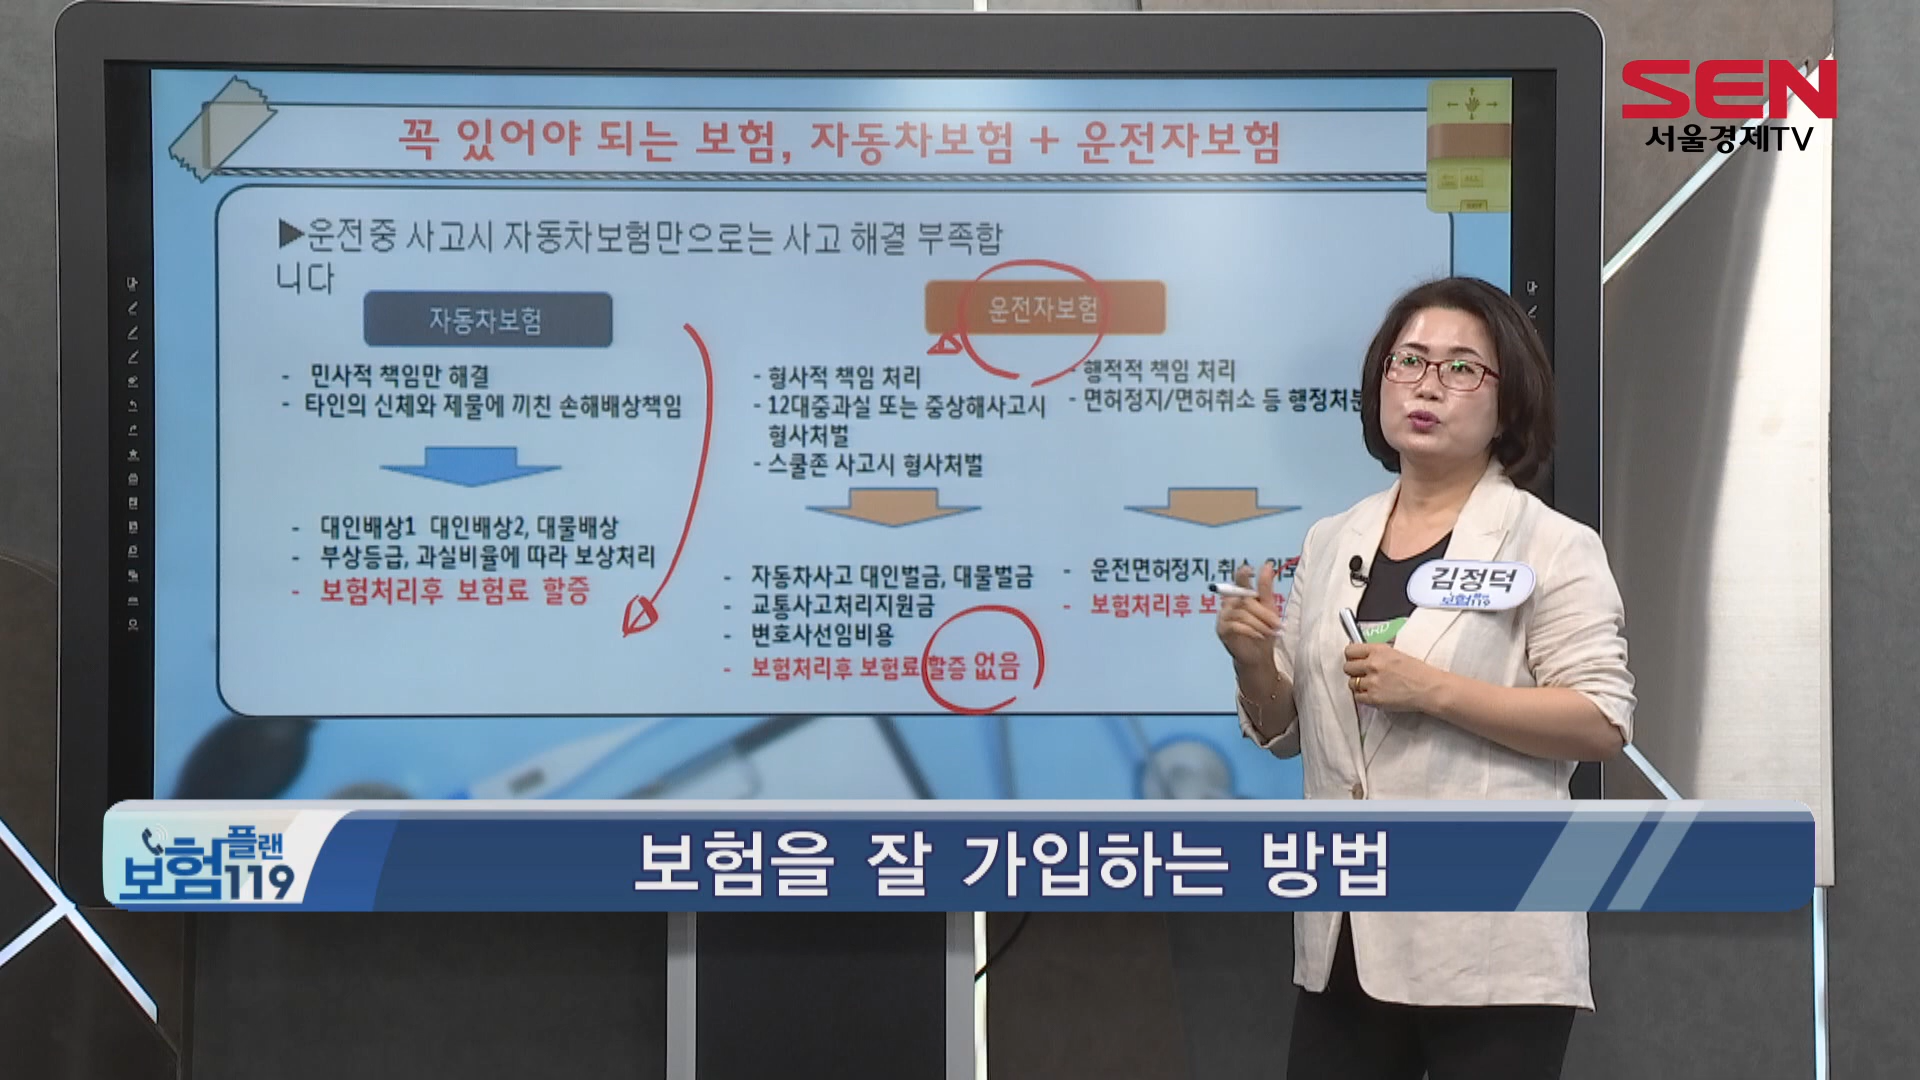 SEN
서울경제TV
꼭 있어야 되는 보험, 자동차보험 + 운전자보험
▶운전중 사고시 자동차보험만으로는 사고 해결 부족합
니다
자동차보험
- 민사적 책임만 해결
- 타인의 신체와 제물에 끼친 손해배상책임
- 대인배상1 대인배상2, 대물배상
- 부상등급, 과실비율에 따라 보상처리
- 보험처리후 보험료 할증
운전자보험
- 형사적 책임 처리
- 12대중과실 또는 중상해사고시
형사처벌
- 스쿨존 사고시 형사처벌
- 자동차사고 대인벌금, 대물벌금
- 교통사고처리지원금
- 변호사선임비용
- 보험처리후 보험료 할증 없음
- 행적적 책임 처리
- 면허정지/면허취소 등 행정처분
- 운전면허정지,취소
- 보험처리후
김정덕
보험플랜119
보험플랜119
보험을 잘 가입하는 방법